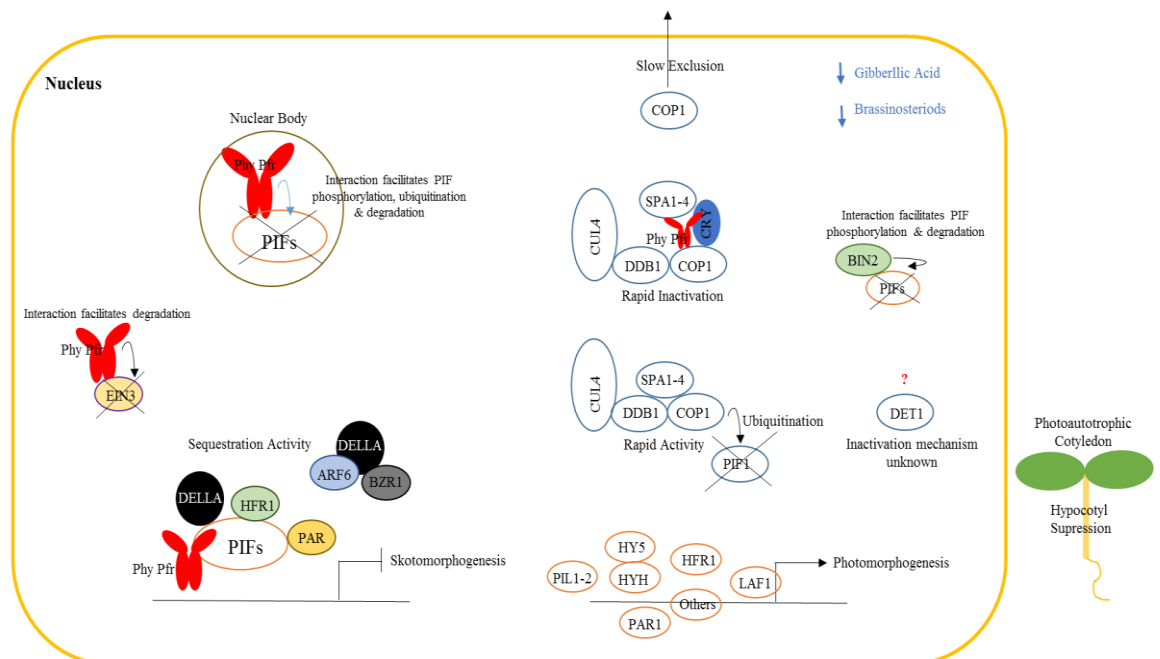 Nucleus
Slow Exclusion
COP1
Gibberllic Acid
Brassinosteriods
Nuclear Body
Phy Pfr
Interaction facilitates PIF
phosphorylation, ubiquitination
& degradation
PIFs
CUL4
SPA1-4
CRY
Phy Pfr
DDB1
COP1
Rapid Inactivation
Interaction facilitates PIF
phosphorylation & degradation
BIN2
PIFs
Interaction facilitates degradation
Phy Pfr
EIN3
CUL4
SPA1-4
DDB1
COP1
Rapid Activity
Ubiquitination
PIF1
?
DET1
Inactivation mechanism
unknown
Sequestration Activity
DELLA
ARF6
BZR1
DELLA
HFR1
PIFs
PAR
Phy Pfr
Skotomorphogenesis
PIL1-2
HY5
HYH
HFR1
LAF1
Others
PAR1
Photomorphogenesis
Photoautotrophic
Cotyledon
Hypocotyl
Supression